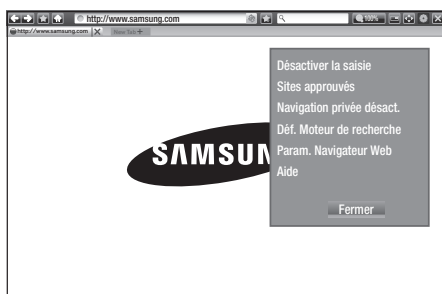 http://www.samsung.com
100%
http://www.samsung.com
New Tab +
Désactiver la saisie
Sites approuvés
Navigation privée désact.
Déf. Moteur de recherche
Param. Navigateur Web
Aide
Fermer
SAMSUN